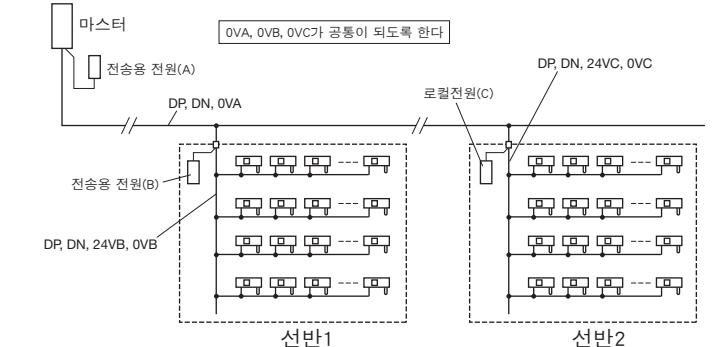 마스터
0VA, 0VB, 0VC가 공통이 되도록 한다
전송용 전원(A)
DP, DN, 24VC, 0VC
로컬전원(C)
DP, DN, 0VA
전송용 전원(B)
DP, DN, 24VB, 0VB
선반1
선반2